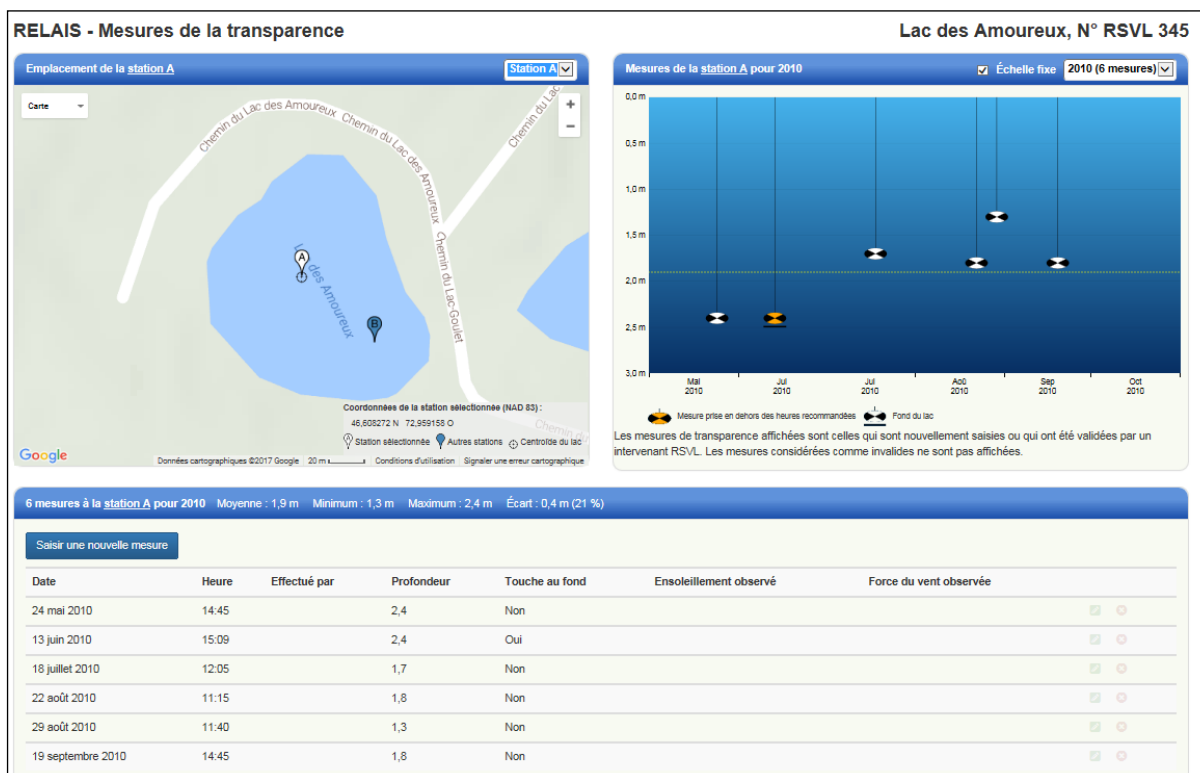 RELAIS - Mesures de la transparence
Lac des Amoureux, N° RSVL 345
Emplacement de la station A
Station A
Carte
+
−
Chemin du Lac des Amoureux
Chemin du Lac des Amoureux
Chemin du Lac
Chemin du Lac-Goulet
A
Lac des Amoureux
B
Coordonnées de la station sélectionnée (NAD 83) :
46,608272 N 72,959158 O
Station sélectionnée Autres stations Centroïde du lac
Google
Données cartographiques ©2017 Google 20 m Conditions d'utilisation Signaler une erreur cartographique
Mesures de la station A pour 2010
Échelle fixe 2010 (6 mesures)
0,0 m
0,5 m
1,0 m
1,5 m
2,0 m
2,5 m
3,0 m
Mai 2010
Jul 2010
Jul 2010
Aoû 2010
Sep 2010
Oct 2010
Mesure prise en dehors des heures recommandées Fond du lac
Les mesures de transparence affichées sont celles qui sont nouvellement saisies ou qui ont été validées par un
intervenant RSVL. Les mesures considérées comme invalides ne sont pas affichées.
6 mesures à la station A pour 2010 Moyenne : 1,9 m Minimum : 1,3 m Maximum : 2,4 m Écart : 0,4 m (21 %)
Saisir une nouvelle mesure
Date Heure Effectué par Profondeur Touche au fond Ensoleillement observé Force du vent observée
24 mai 2010 14:45 2,4 Non
13 juin 2010 15:09 2,4 Oui
18 juillet 2010 12:05 1,7 Non
22 août 2010 11:15 1,8 Non
29 août 2010 11:40 1,3 Non
19 septembre 2010 14:45 1,8 Non